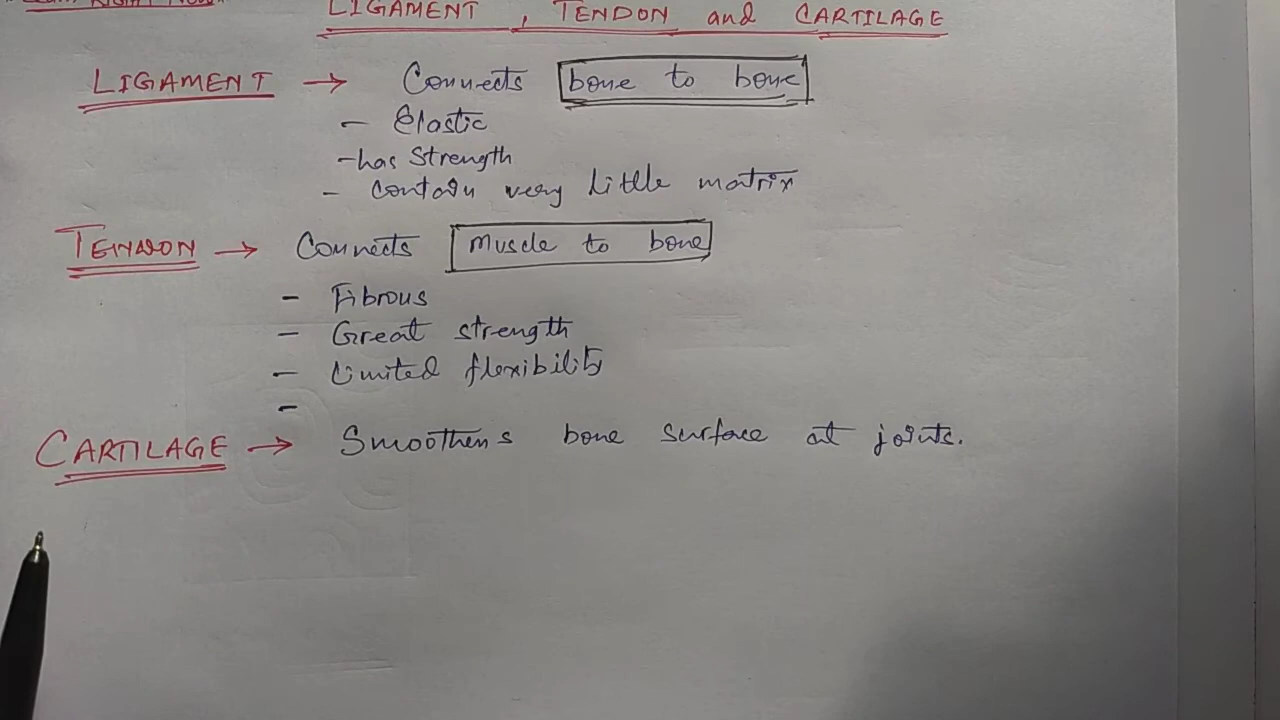 LIGAMENT, TENDON and CARTILAGE
LIGAMENT → Connects bone to bone
- Elastic
- has strength
- Contain very little matrix
TENDON → Connects Muscle to bone
- Fibrous
- Great strength
- Limited flexibility
-
CARTILAGE → Smoothens bone surface at joints.